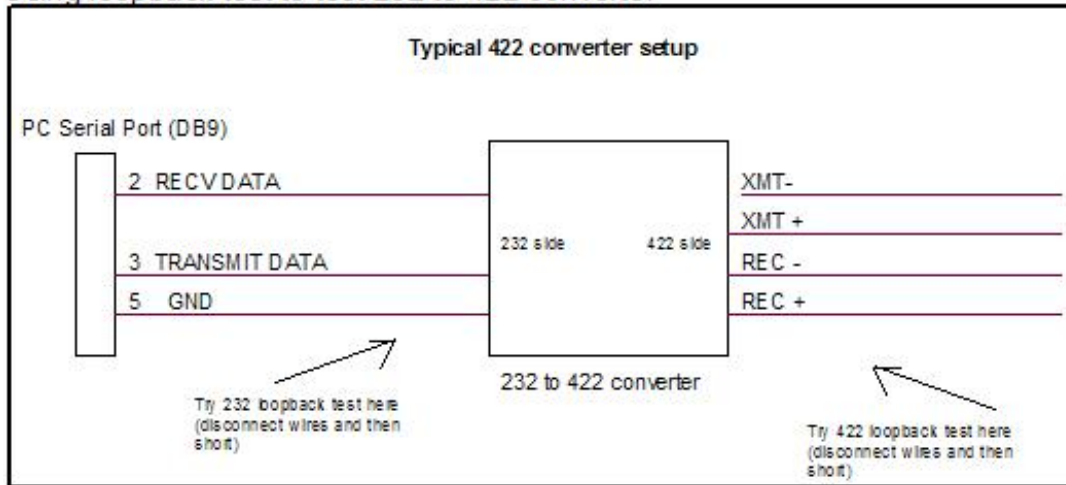 Typical 422 converter setup
PC Serial Port (DB9)
2 RECV DATA
3 TRANSMIT DATA
5 GND
232 side
422 side
XMT-
XMT +
REC -
REC +
232 to 422 converter
Try 232 loopback test here
(disconnect wires and then
short)
Try 422 loopback test here
(disconnect wires and then
short)